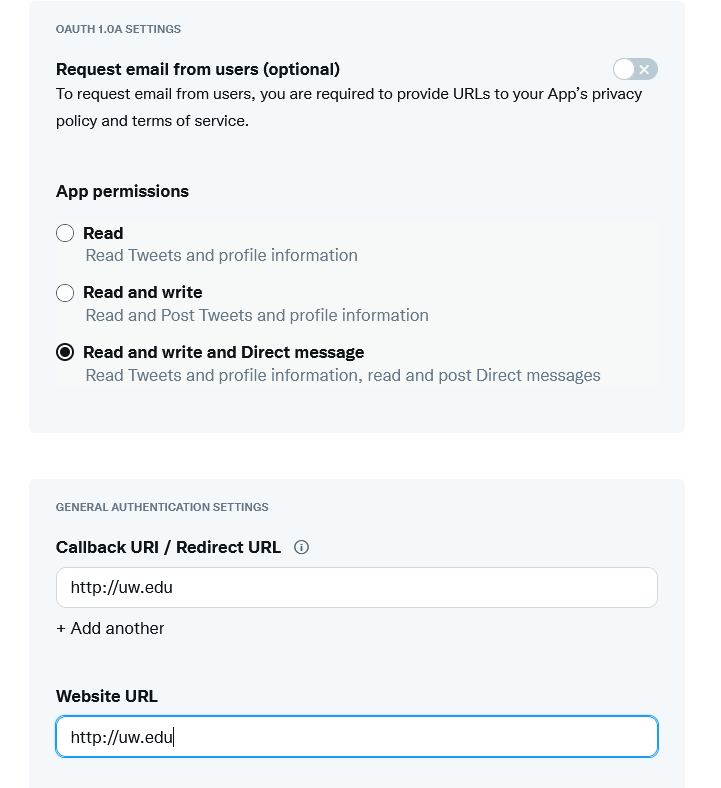 OAUTH 1.0A SETTINGS
Request email from users (optional)
To request email from users, you are required to provide URLs to your App’s privacy
policy and terms of service.
App permissions
Read
Read Tweets and profile information
Read and write
Read and Post Tweets and profile information
Read and write and Direct message
Read Tweets and profile information, read and post Direct messages
GENERAL AUTHENTICATION SETTINGS
Callback URI / Redirect URL
http://uw.edu
+ Add another
Website URL
http://uw.edu